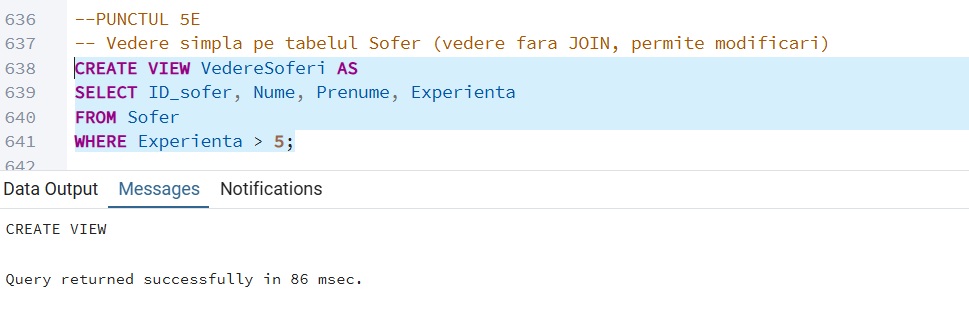 636 --PUNCTUL 5E
637 -- Vedere simpla pe tabelul Sofer (vedere fara JOIN, permite modificari)
638 CREATE VIEW VedereSoferi AS
639 SELECT ID_sofer, Nume, Prenume, Experienta
640 FROM Sofer
641 WHERE Experienta > 5;
642
Data Output Messages Notifications
CREATE VIEW
Query returned successfully in 86 msec.